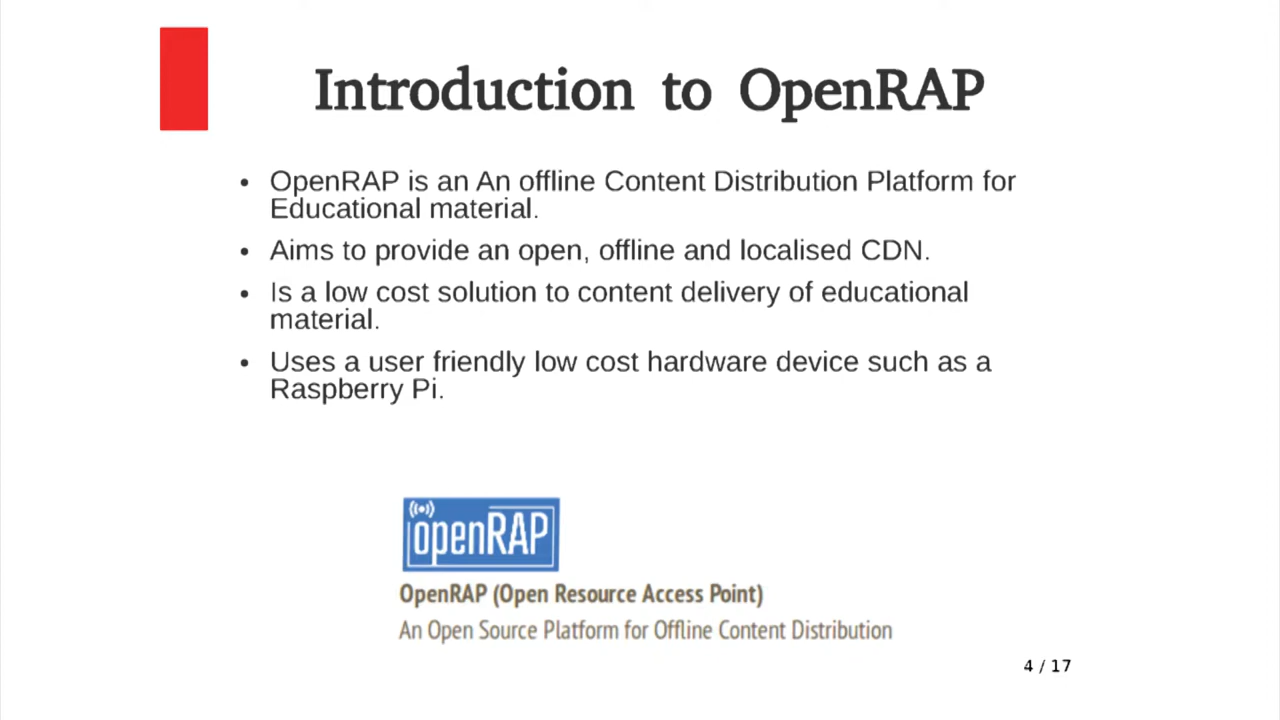 Introduction to OpenRAP
• OpenRAP is an An offline Content Distribution Platform for
Educational material.
• Aims to provide an open, offline and localised CDN.
• Is a low cost solution to content delivery of educational
material.
• Uses a user friendly low cost hardware device such as a
Raspberry Pi.
openRAP
OpenRAP (Open Resource Access Point)
An Open Source Platform for Offline Content Distribution
4 / 17